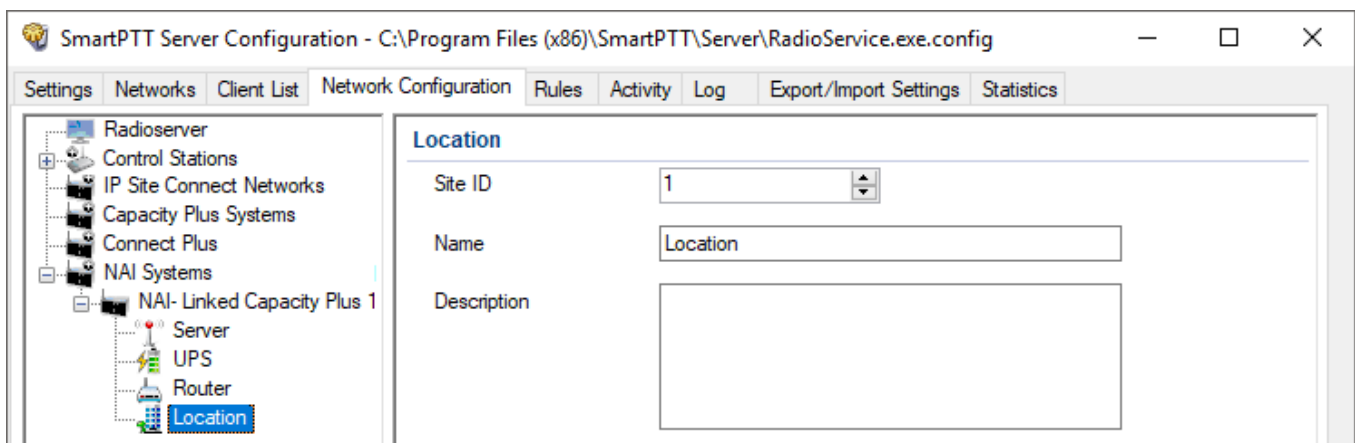 SmartPTT Server Configuration - C:\Program Files (x86)\SmartPTT\Server\RadioService.exe.config
Settings Networks Client List Network Configuration Rules Activity Log Export/Import Settings Statistics
Radioserver
Control Stations
IP Site Connect Networks
Capacity Plus Systems
Connect Plus
NAI Systems
NAI- Linked Capacity Plus 1
Server
UPS
Router
Location
Location
Site ID 1
Name Location
Description